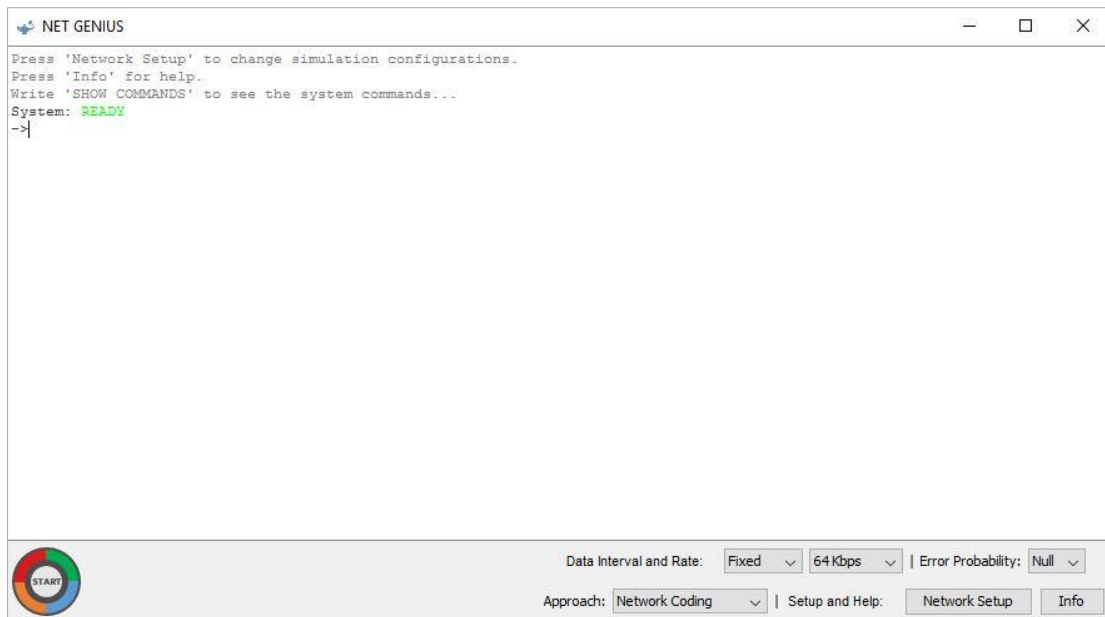 NET GENIUS
Press 'Network Setup' to change simulation configurations.
Press 'Info' for help.
Write 'SHOW COMMANDS' to see the system commands...
System: READY
->
START
Data Interval and Rate: Fixed 64 Kbps | Error Probability: Null
Approach: Network Coding | Setup and Help: Network Setup Info